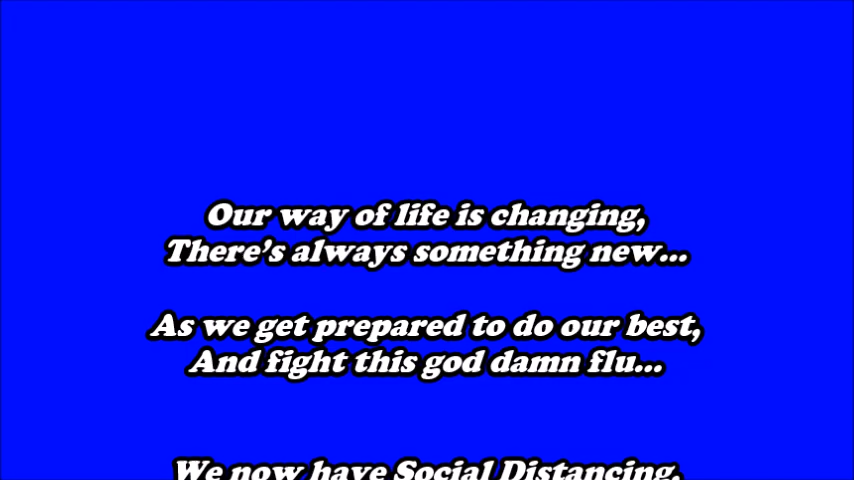 Our way of life is changing,
There's always something new...
As we get prepared to do our best,
And fight this god damn flu...
We now have Social Distancing,